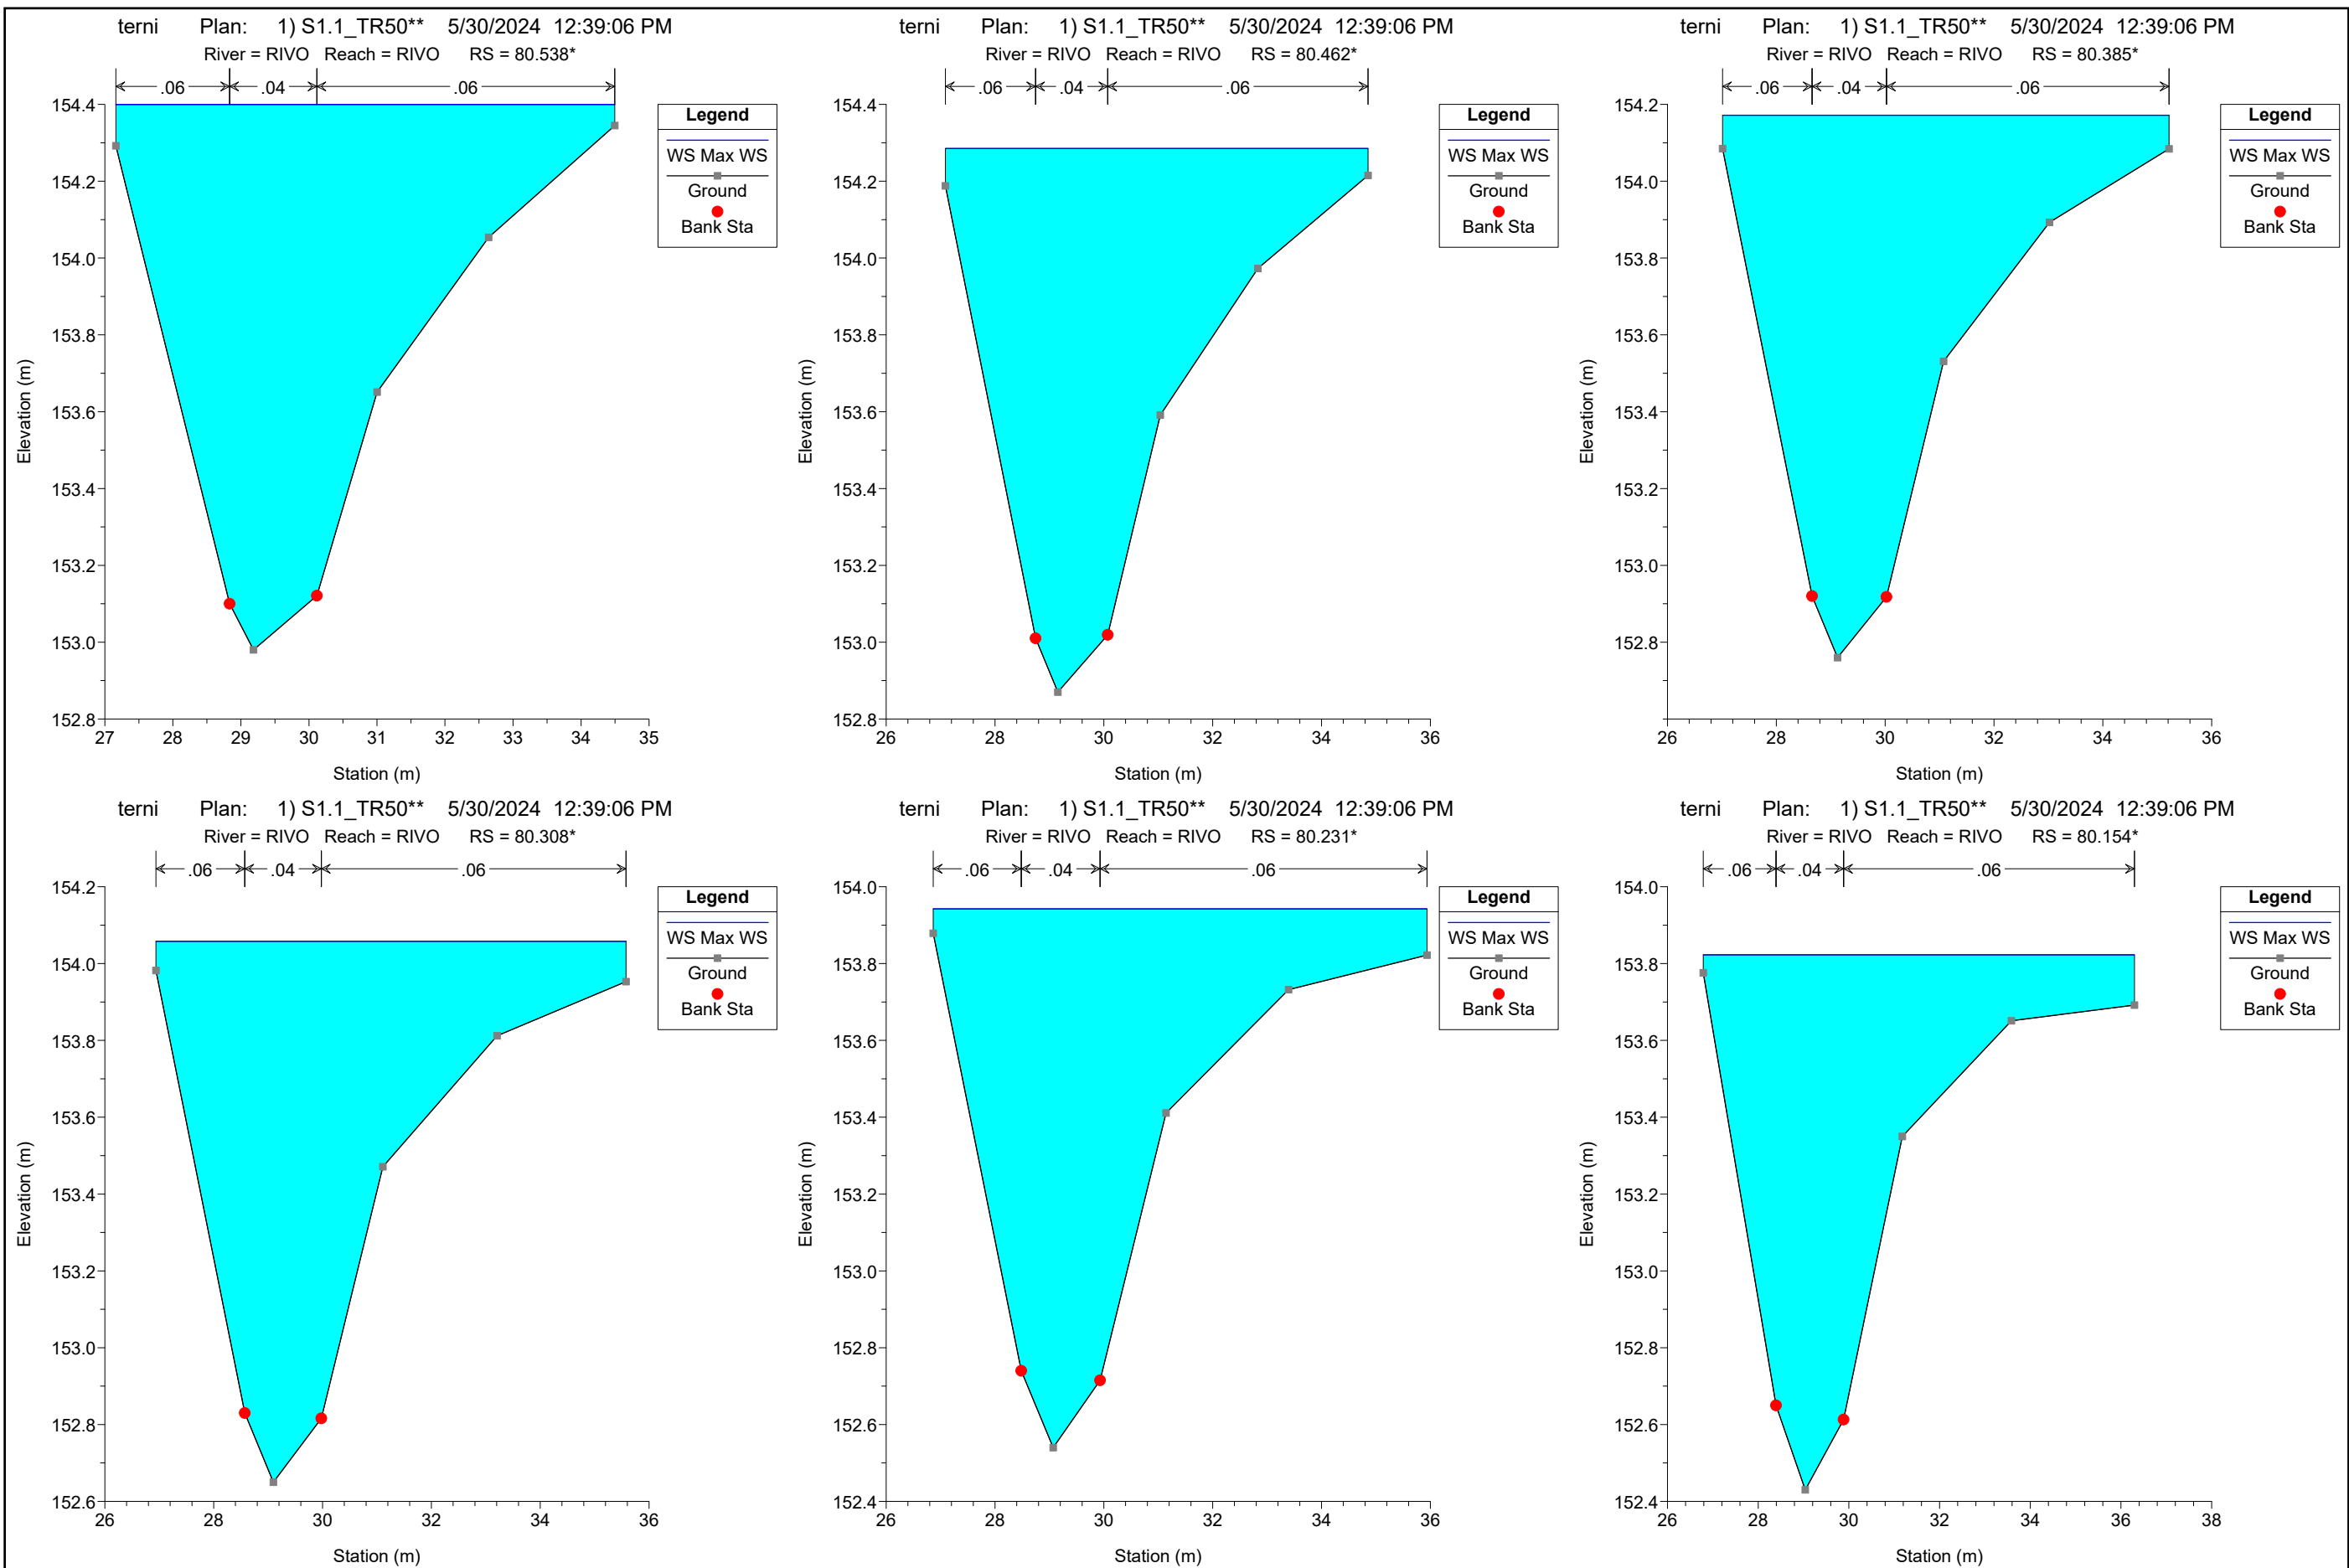 terni Plan: 1) S1.1_TR50** 5/30/2024 12:39:06 PM
River = RIVO Reach = RIVO RS = 80.538*
.06 .04 .06
154.4
154.2
154.0
153.8
153.6
153.4
153.2
153.0
152.8
27 28 29 30 31 32 33 34 35
Station (m)
Elevation (m)
Legend
WS Max WS
Ground
Bank Sta
terni Plan: 1) S1.1_TR50** 5/30/2024 12:39:06 PM
River = RIVO Reach = RIVO RS = 80.462*
.06 .04 .06
154.4
154.2
154.0
153.8
153.6
153.4
153.2
153.0
152.8
26 28 30 32 34 36
Station (m)
Elevation (m)
Legend
WS Max WS
Ground
Bank Sta
terni Plan: 1) S1.1_TR50** 5/30/2024 12:39:06 PM
River = RIVO Reach = RIVO RS = 80.385*
.06 .04 .06
154.2
154.0
153.8
153.6
153.4
153.2
153.0
152.8
26 28 30 32 34 36
Station (m)
Elevation (m)
Legend
WS Max WS
Ground
Bank Sta
terni Plan: 1) S1.1_TR50** 5/30/2024 12:39:06 PM
River = RIVO Reach = RIVO RS = 80.308*
.06 .04 .06
154.2
154.0
153.8
153.6
153.4
153.2
153.0
152.8
152.6
26 28 30 32 34 36
Station (m)
Elevation (m)
Legend
WS Max WS
Ground
Bank Sta
terni Plan: 1) S1.1_TR50** 5/30/2024 12:39:06 PM
River = RIVO Reach = RIVO RS = 80.231*
.06 .04 .06
154.0
153.8
153.6
153.4
153.2
153.0
152.8
152.6
152.4
26 28 30 32 34 36
Station (m)
Elevation (m)
Legend
WS Max WS
Ground
Bank Sta
terni Plan: 1) S1.1_TR50** 5/30/2024 12:39:06 PM
River = RIVO Reach = RIVO RS = 80.154*
.06 .04 .06
154.0
153.8
153.6
153.4
153.2
153.0
152.8
152.6
152.4
26 28 30 32 34 36 38
Station (m)
Elevation (m)
Legend
WS Max WS
Ground
Bank Sta